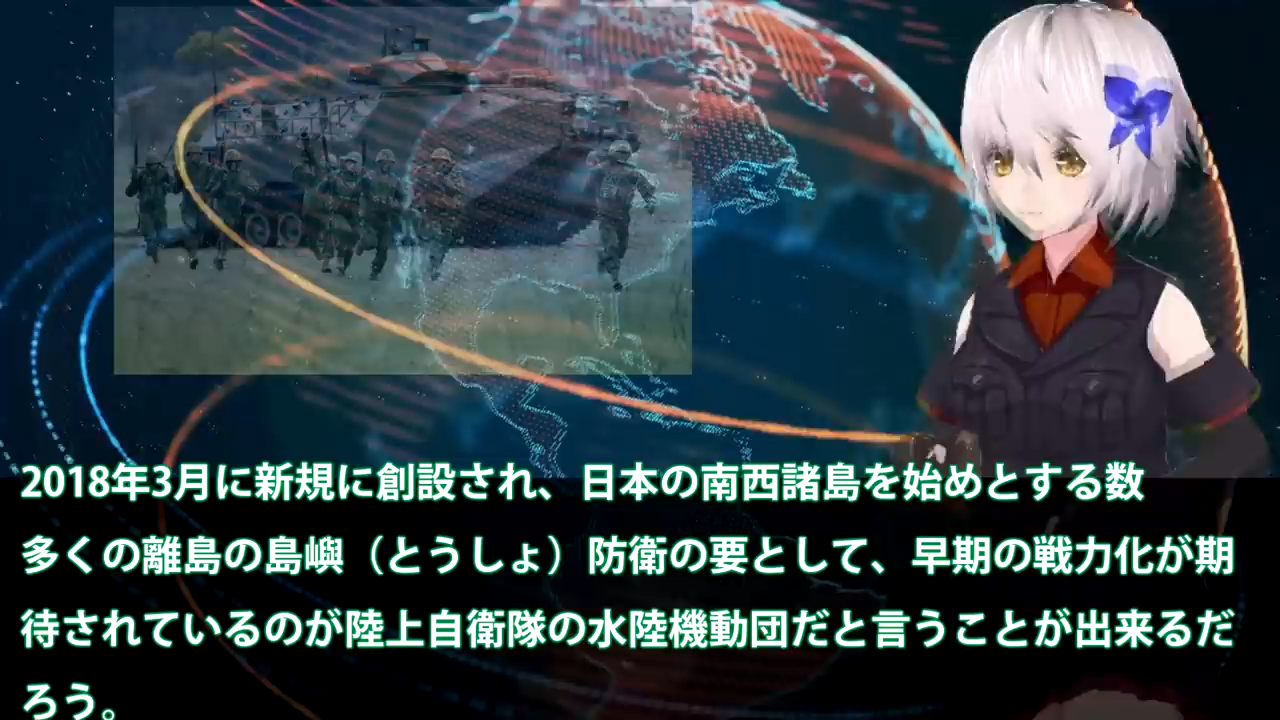 2018年3月に新規に創設され、日本の南西諸島を始めとする数
多くの離島の島嶼（とうしょ）防衛の要として、早期の戦力化が期
待されているのが陸上自衛隊の水陸機動団だと言うことが出来るだ
ろう。